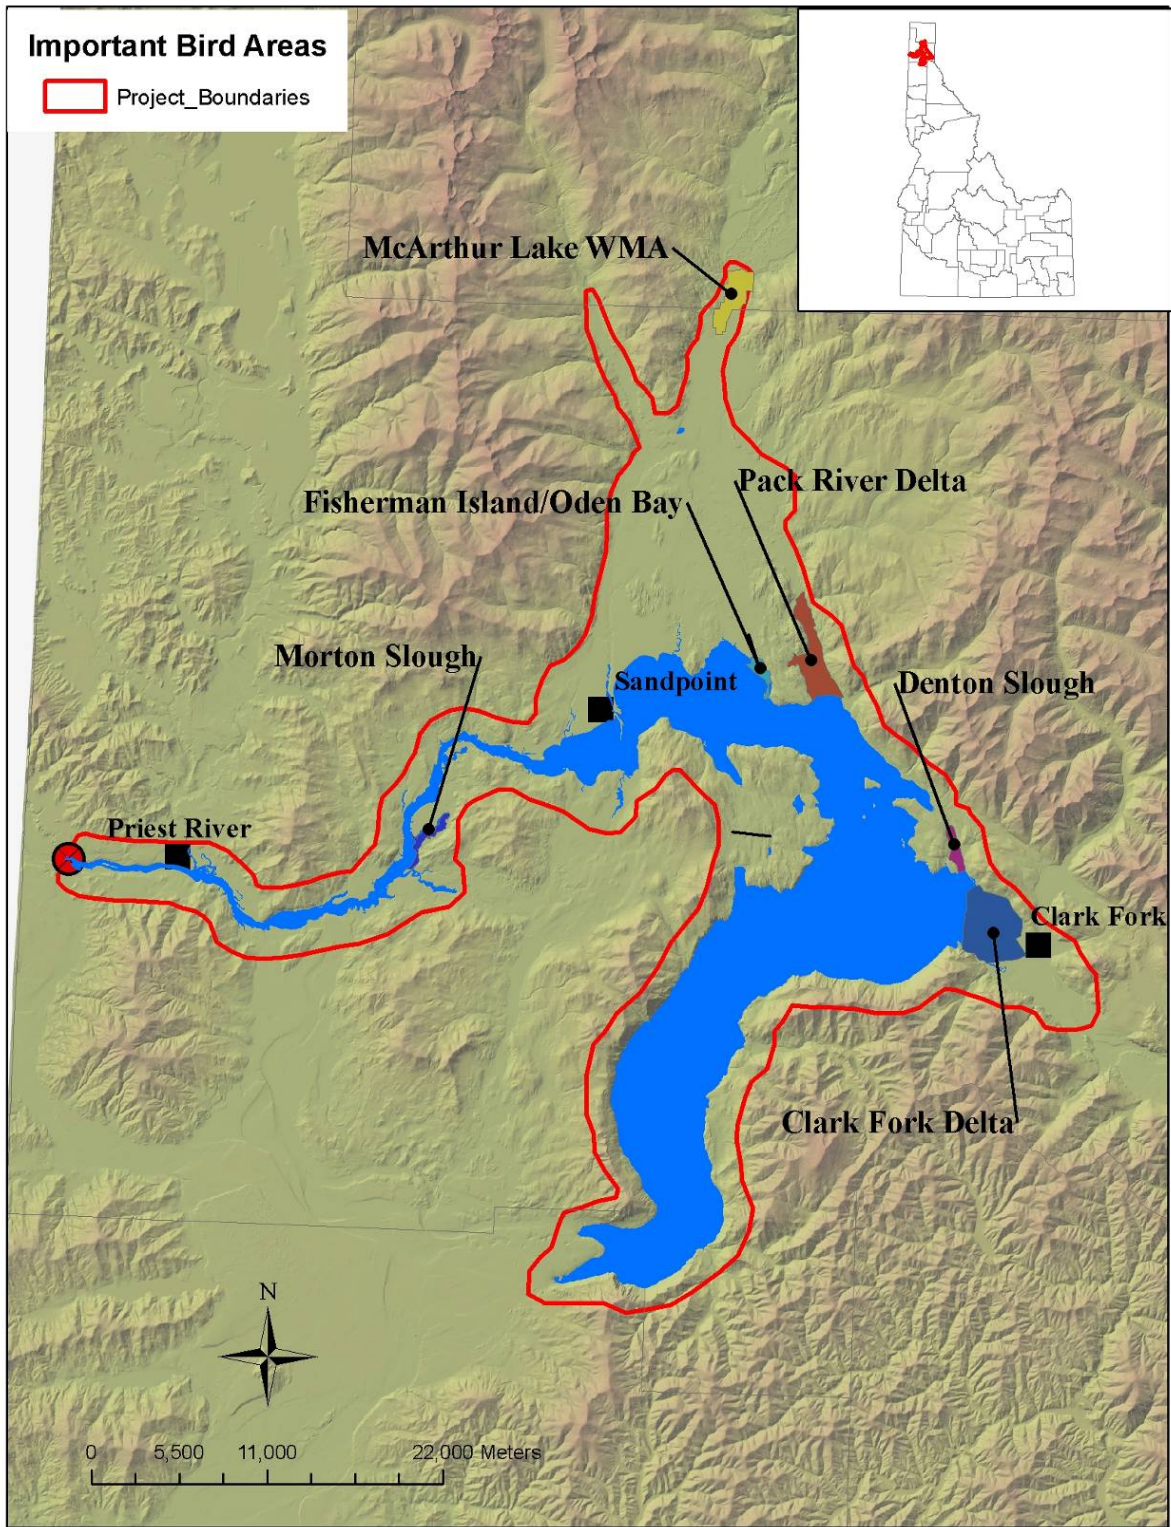 Important Bird Areas
Project_Boundaries
McArthur Lake WMA
Pack River Delta
Fisherman Island/Oden Bay
Morton Slough
Sandpoint
Denton Slough
Priest River
Clark Fork
Clark Fork Delta
N
0 5,500 11,000 22,000 Meters